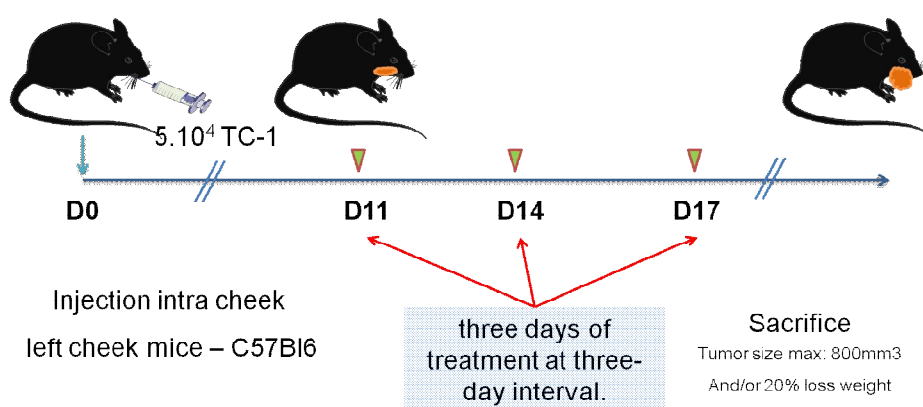 5.10⁴ TC-1
D0
D11
D14
D17
Injection intra cheek
left cheek mice – C57Bl6
three days of
treatment at three-
day interval.
Sacrifice
Tumor size max: 800mm3
And/or 20% loss weight